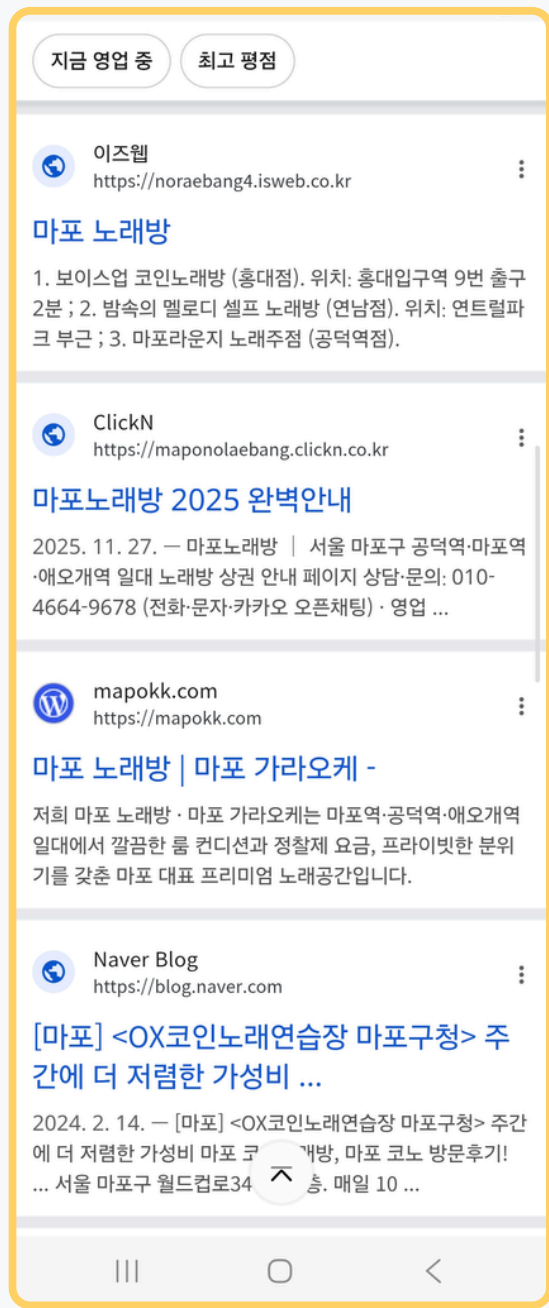 지금 영업 중
최고 평점
이즈웹
https://noraebang4.isweb.co.kr
마포 노래방
1. 보이스업 코인노래방 (홍대점). 위치: 홍대입구역 9번 출구
2분 ; 2. 밤속의 멜로디 셀프 노래방 (연남점). 위치: 연트럴파
크 부근 ; 3. 마포라운지 노래주점 (공덕역점).
ClickN
https://maponolaebang.clickn.co.kr
마포노래방 2025 완벽안내
2025. 11. 27. — 마포노래방 │ 서울 마포구 공덕역·마포역
·애오개역 일대 노래방 상권 안내 페이지 상담·문의: 010-
4664-9678 (전화·문자·카카오 오픈채팅) · 영업 ...
mapokk.com
https://mapokk.com
마포 노래방 | 마포 가라오케 -
저희 마포 노래방 · 마포 가라오케는 마포역·공덕역·애오개역
일대에서 깔끔한 룸 컨디션과 정찰제 요금, 프라이빗한 분위
기를 갖춘 마포 대표 프리미엄 노래공간입니다.
Naver Blog
https://blog.naver.com
[마포] <OX코인노래연습장 마포구청> 주
간에 더 저렴한 가성비 ...
2024. 2. 14. — [마포] <OX코인노래연습장 마포구청> 주간
에 더 저렴한 가성비 마포 코 래방, 마포 코노 방문후기!
... 서울 마포구 월드컵로34 층. 매일 10 ...